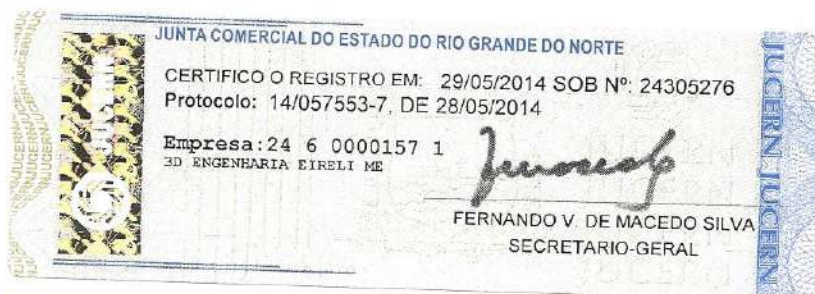 JUNTA COMERCIAL DO ESTADO DO RIO GRANDE DO NORTE
CERTIFICO O REGISTRO EM: 29/05/2014 SOB Nº: 24305276
Protocolo: 14/057553-7, DE 28/05/2014
Empresa:24 6 0000157 1
3D ENGENHARIA EIRELI ME
FERNANDO V. DE MACEDO SILVA
SECRETARIO-GERAL
JUCERN
JUCERN JUCERN